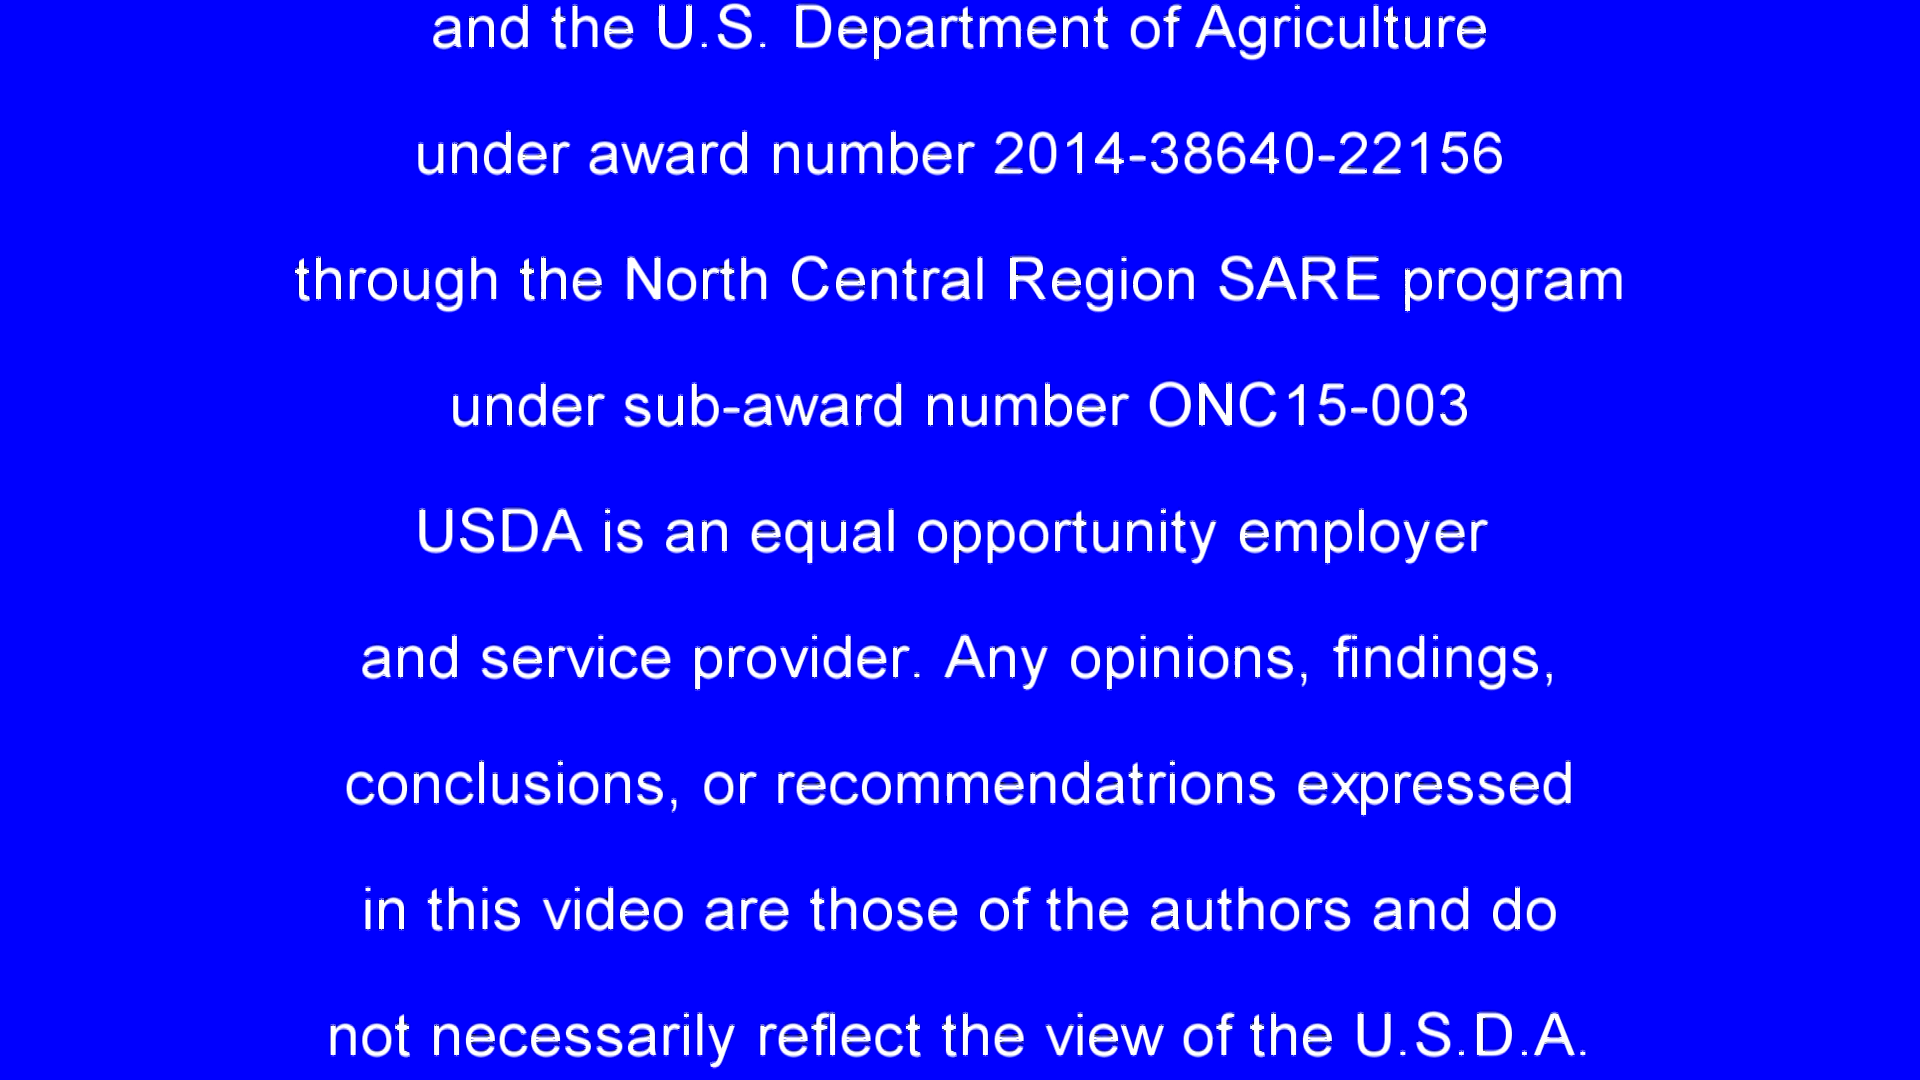 and the U.S. Department of Agriculture
under award number 2014-38640-22156
through the North Central Region SARE program
under sub-award number ONC15-003
USDA is an equal opportunity employer
and service provider. Any opinions, findings,
conclusions, or recommendatrions expressed
in this video are those of the authors and do
not necessarily reflect the view of the U.S.D.A.